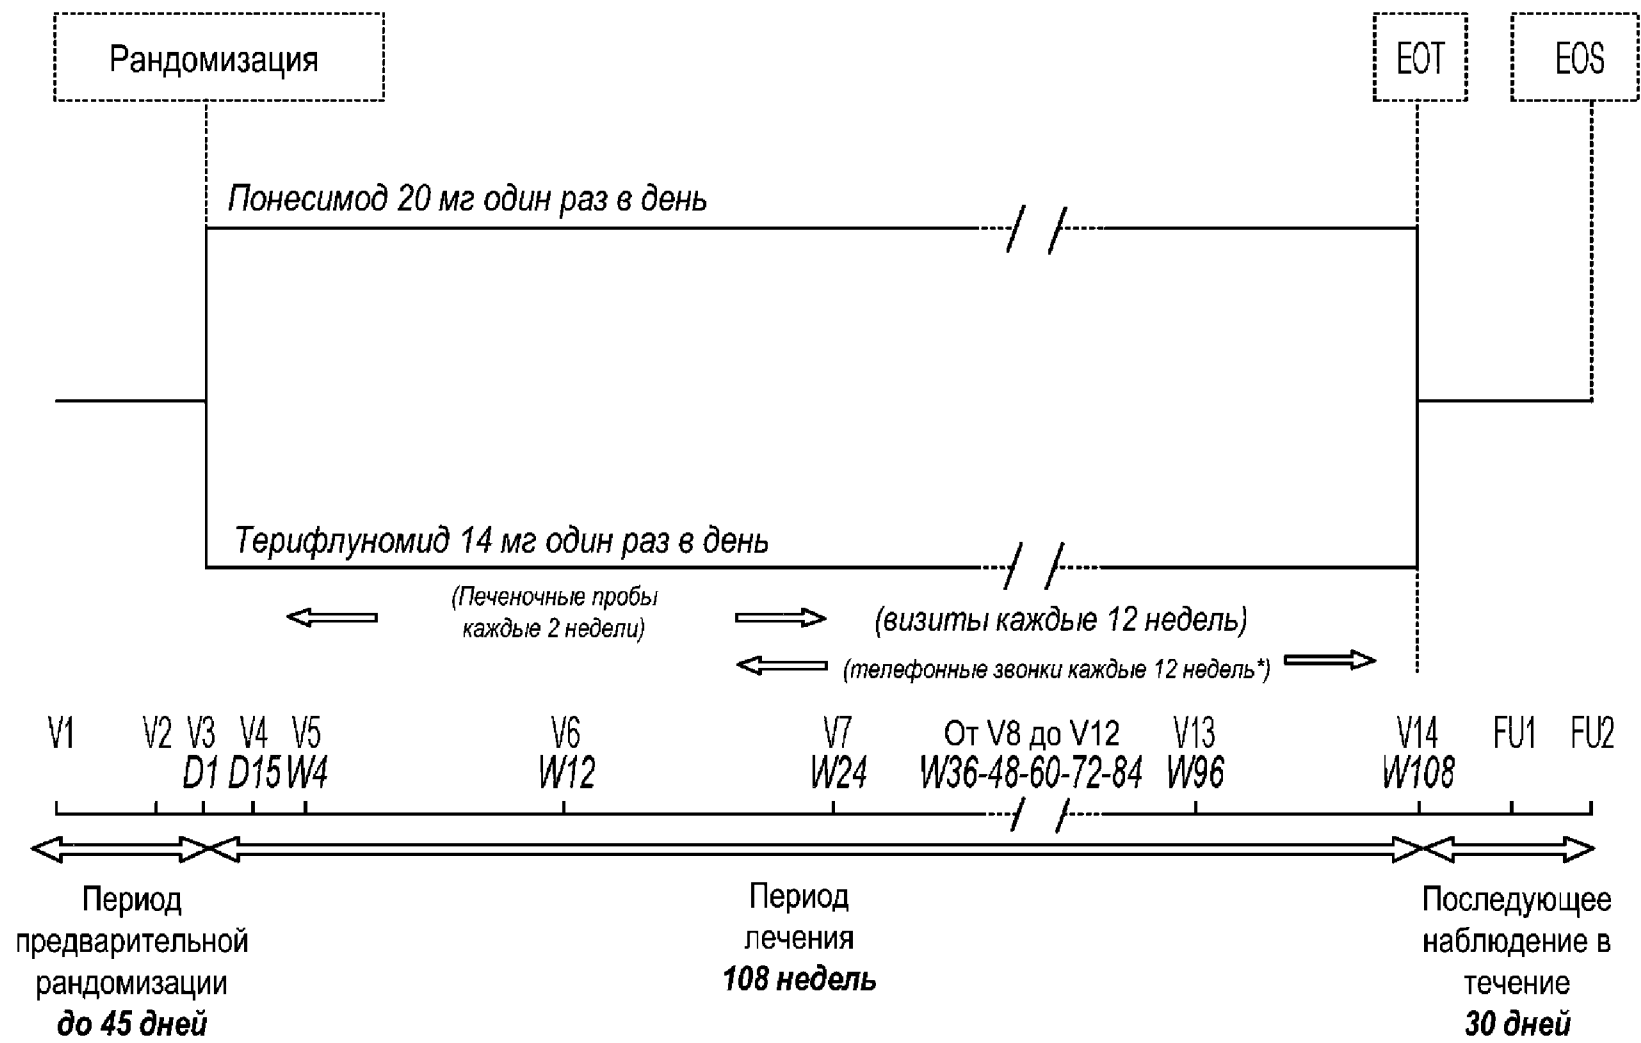 Рандомизация
EOT
EOS
Понесимод 20 мг один раз в день
Терифлуномид 14 мг один раз в день
(Печеночные пробы
каждые 2 недели)
(визиты каждые 12 недель)
(телефонные звонки каждые 12 недель*)
V1 V2 V3 V4 V5 V6 V7 От V8 до V12 V13 V14 FU1 FU2
D1 D15 W4 W12 W24 W36-48-60-72-84 W96 W108
Период
предварительной
рандомизации
до 45 дней
Период
лечения
108 недель
Последующее
наблюдение в
течение
30 дней